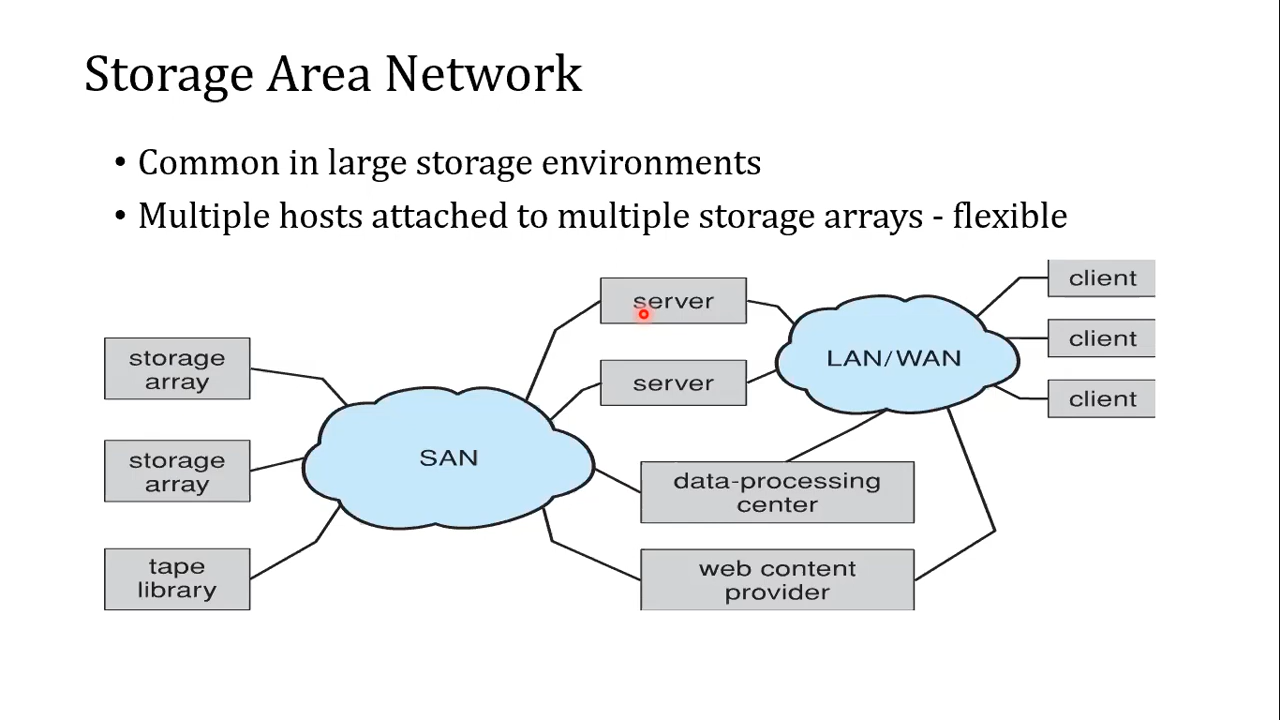 Storage Area Network
• Common in large storage environments
• Multiple hosts attached to multiple storage arrays - flexible
storage
array
storage
array
tape
library
SAN
server
server
data-processing
center
web content
provider
LAN/WAN
client
client
client